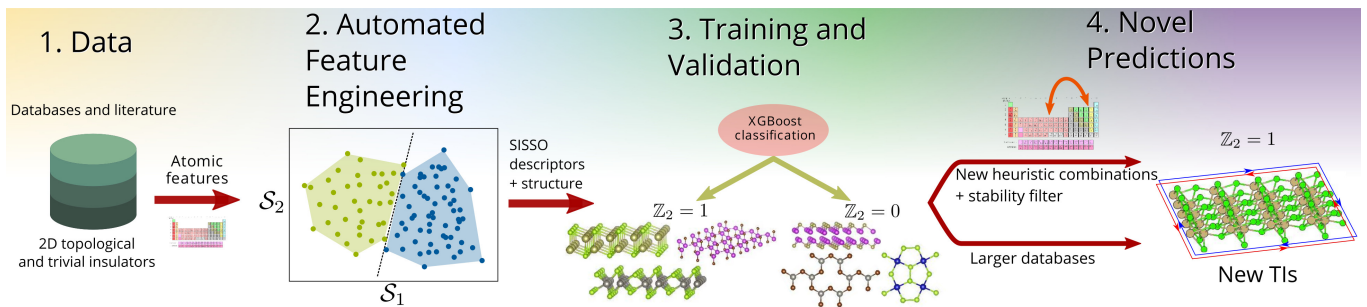 1. Data
Databases and literature
2D topological
and trivial insulators
Atomic
features
2. Automated
Feature
Engineering
S₂
S₁
SISSO
descriptors
+ structure
3. Training and
Validation
XGBoost
classification
ℤ₂ = 1
ℤ₂ = 0
4. Novel
Predictions
New heuristic combinations
+ stability filter
Larger databases
ℤ₂ = 1
New TIs